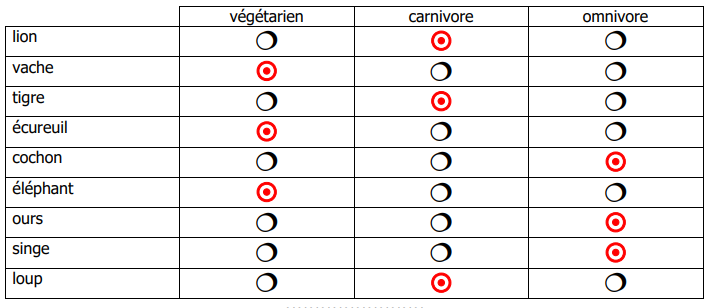 végétarien carnivore omnivore
lion
vache
tigre
écureuil
cochon
éléphant
ours
singe
loup